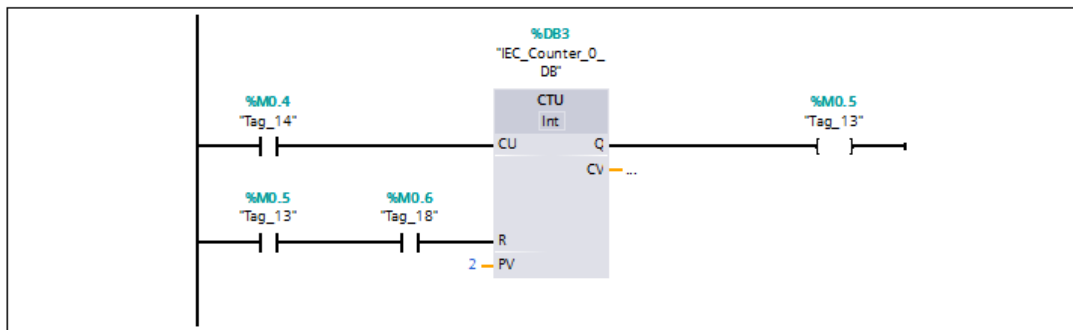 %DB3
"IEC_Counter_0_
DB"
%M0.4
"Tag_14"
CTU
Int
%M0.5
"Tag_13"
CU
Q
CV
...
%M0.5
"Tag_13"
%M0.6
"Tag_18"
R
2
PV